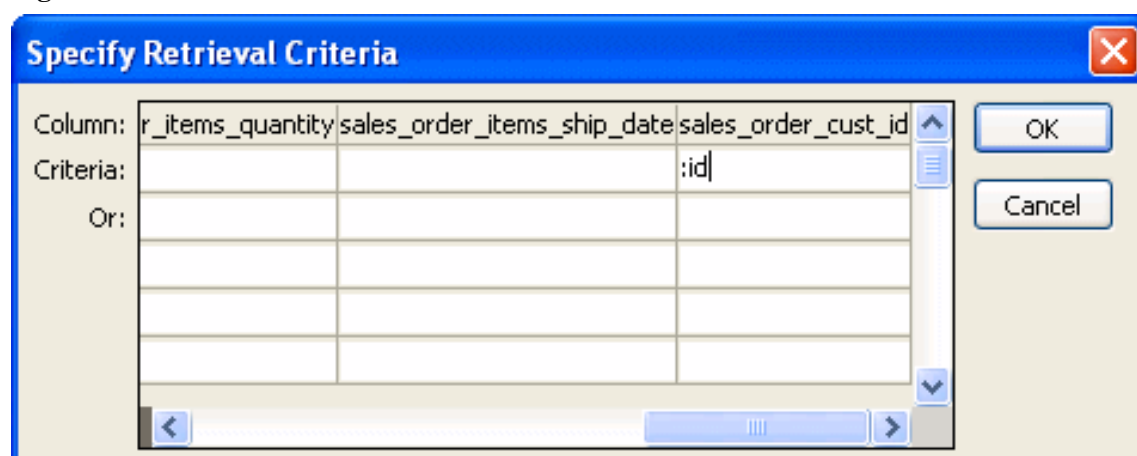 Specify Retrieval Criteria
Column: r_items_quantity sales_order_items_ship_date sales_order_cust_id OK
Criteria: :id
Or: Cancel